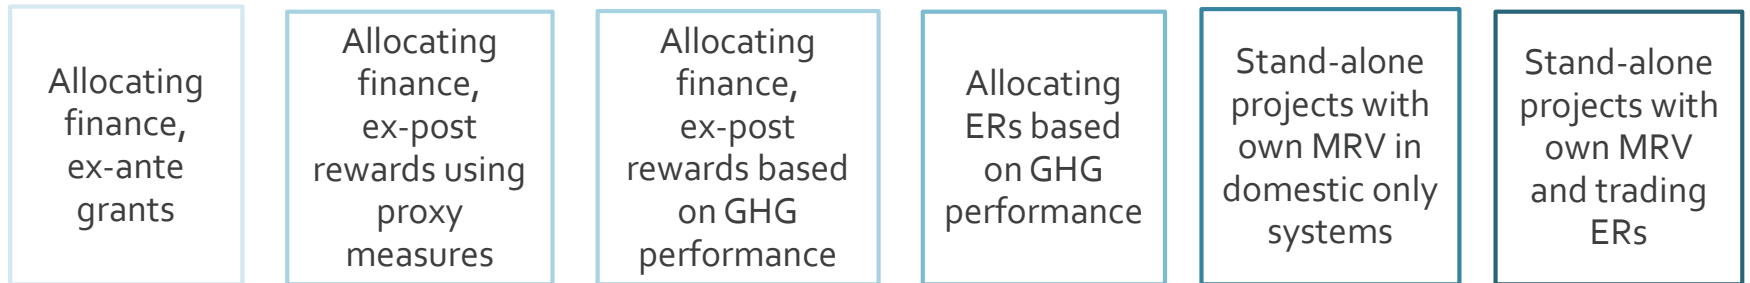 Allocating
finance,
ex-ante
grants
Allocating
finance,
ex-post
rewards using
proxy
measures
Allocating
finance,
ex-post
rewards based
on GHG
performance
Allocating
ERs based
on GHG
performance
Stand-alone
projects with
own MRV in
domestic only
systems
Stand-alone
projects with
own MRV
and trading
ERs